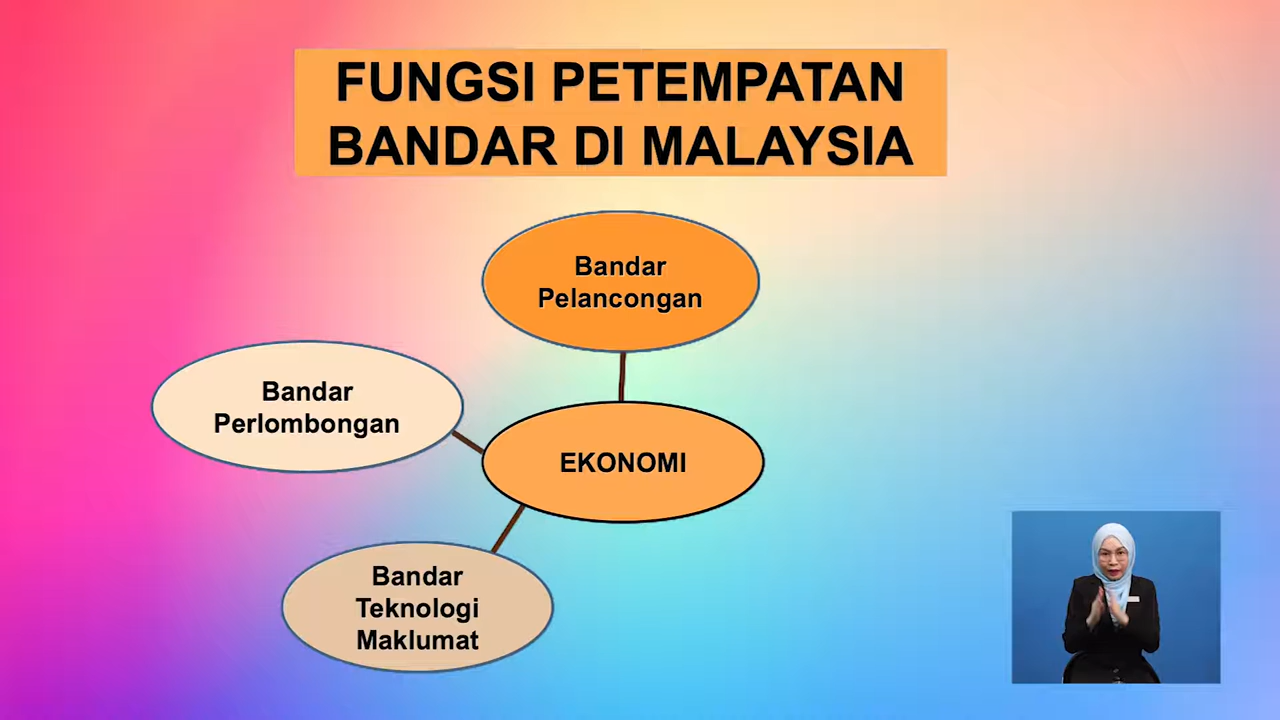 FUNGSI PETEMPATAN
BANDAR DI MALAYSIA
Bandar
Pelancongan
Bandar
Perlombongan
EKONOMI
Bandar
Teknologi
Maklumat